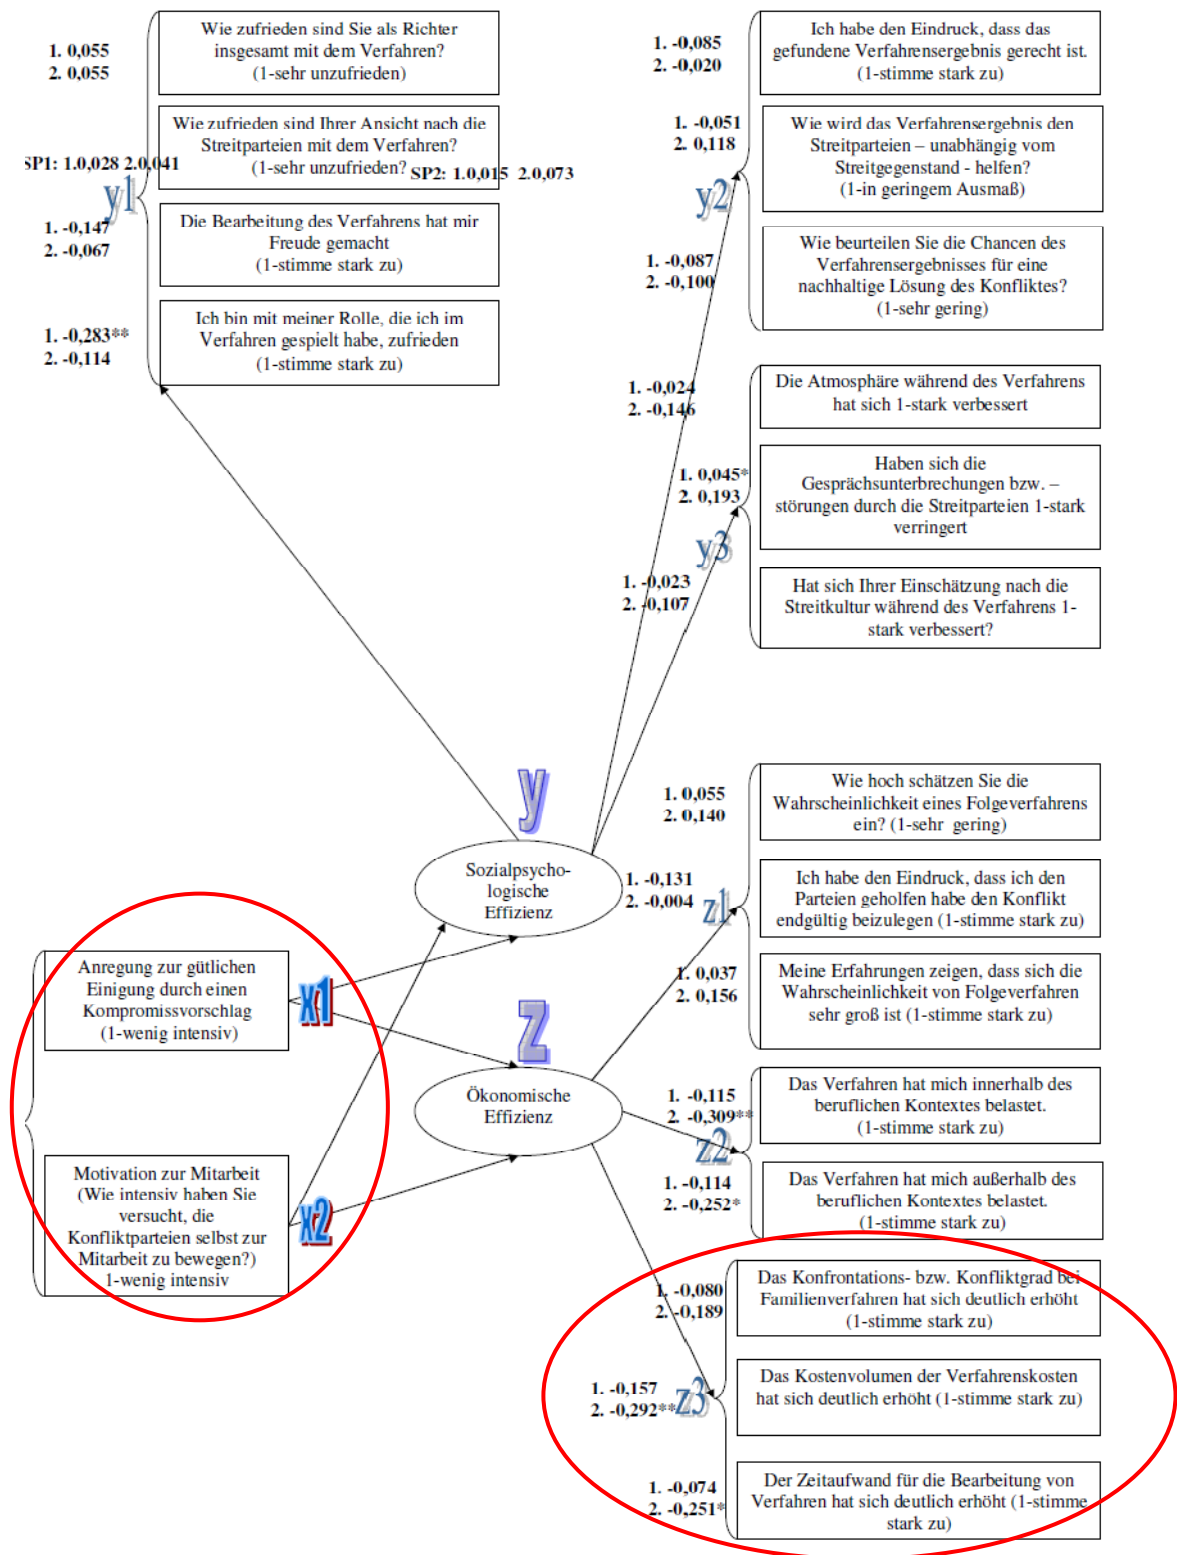 1. 0,055
2. 0,055
Wie zufrieden sind Sie als Richter
insgesamt mit dem Verfahren?
(1-sehr unzufrieden)
Wie zufrieden sind Ihrer Ansicht nach die
Streitparteien mit dem Verfahren?
(1-sehr unzufrieden?
SP1: 1.0,028 2.0,041
SP2: 1.0,015 2.0,073
y1
1. -0,147
2. -0,067
Die Bearbeitung des Verfahrens hat mir
Freude gemacht
(1-stimme stark zu)
1. -0,283**
2. -0,114
Ich bin mit meiner Rolle, die ich im
Verfahren gespielt habe, zufrieden
(1-stimme stark zu)
1. -0,085
2. -0,020
Ich habe den Eindruck, dass das
gefundene Verfahrensergebnis gerecht ist.
(1-stimme stark zu)
1. -0,051
2. 0,118
Wie wird das Verfahrensergebnis den
Streitparteien – unabhängig vom
Streitgegenstand - helfen?
(1-in geringem Ausmaß)
y2
1. -0,087
2. -0,100
Wie beurteilen Sie die Chancen des
Verfahrensergebnisses für eine
nachhaltige Lösung des Konfliktes?
(1-sehr gering)
1. -0,024
2. -0,146
Die Atmosphäre während des Verfahrens
hat sich 1-stark verbessert
1. 0,045*
2. 0,193
Haben sich die
Gesprächsunterbrechungen bzw. –
störungen durch die Streitparteien 1-stark
verringert
y3
1. -0,023
2. -0,107
Hat sich Ihrer Einschätzung nach die
Streitkultur während des Verfahrens 1-
stark verbessert?
y
Sozialpsycho-
logische
Effizienz
1. 0,055
2. 0,140
Wie hoch schätzen Sie die
Wahrscheinlichkeit eines Folgeverfahrens
ein? (1-sehr gering)
1. -0,131
2. -0,004
z1
Ich habe den Eindruck, dass ich den
Parteien geholfen habe den Konflikt
endgültig beizulegen (1-stimme stark zu)
1. 0,037
2. 0,156
Meine Erfahrungen zeigen, dass sich die
Wahrscheinlichkeit von Folgeverfahren
sehr groß ist (1-stimme stark zu)
Anregung zur gütlichen
Einigung durch einen
Kompromissvorschlag
(1-wenig intensiv)
x1
z
Ökonomische
Effizienz
1. -0,115
2. -0,309**
Das Verfahren hat mich innerhalb des
beruflichen Kontextes belastet.
(1-stimme stark zu)
z2
1. -0,114
2. -0,252*
Das Verfahren hat mich außerhalb des
beruflichen Kontextes belastet.
(1-stimme stark zu)
Motivation zur Mitarbeit
(Wie intensiv haben Sie
versucht, die
Konfliktparteien selbst zur
Mitarbeit zu bewegen?)
1-wenig intensiv
x2
1. -0,080
2. -0,189
Das Konfrontations- bzw. Konfliktgrad bei
Familienverfahren hat sich deutlich erhöht
(1-stimme stark zu)
1. -0,157
2. -0,292**
z3
Das Kostenvolumen der Verfahrenskosten
hat sich deutlich erhöht (1-stimme stark zu)
1. -0,074
2. -0,251*
Der Zeitaufwand für die Bearbeitung von
Verfahren hat sich deutlich erhöht (1-stimme
stark zu)